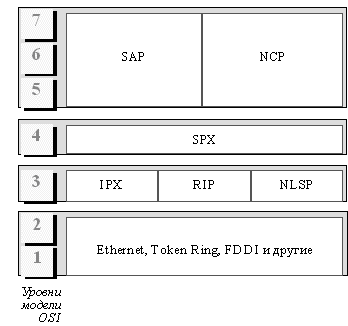 7
6
SAP NCP
5
4
SPX
3
IPX RIP NLSP
2
Ethernet, Token Ring, FDDI и другие
1
Уровни
модели
OSI